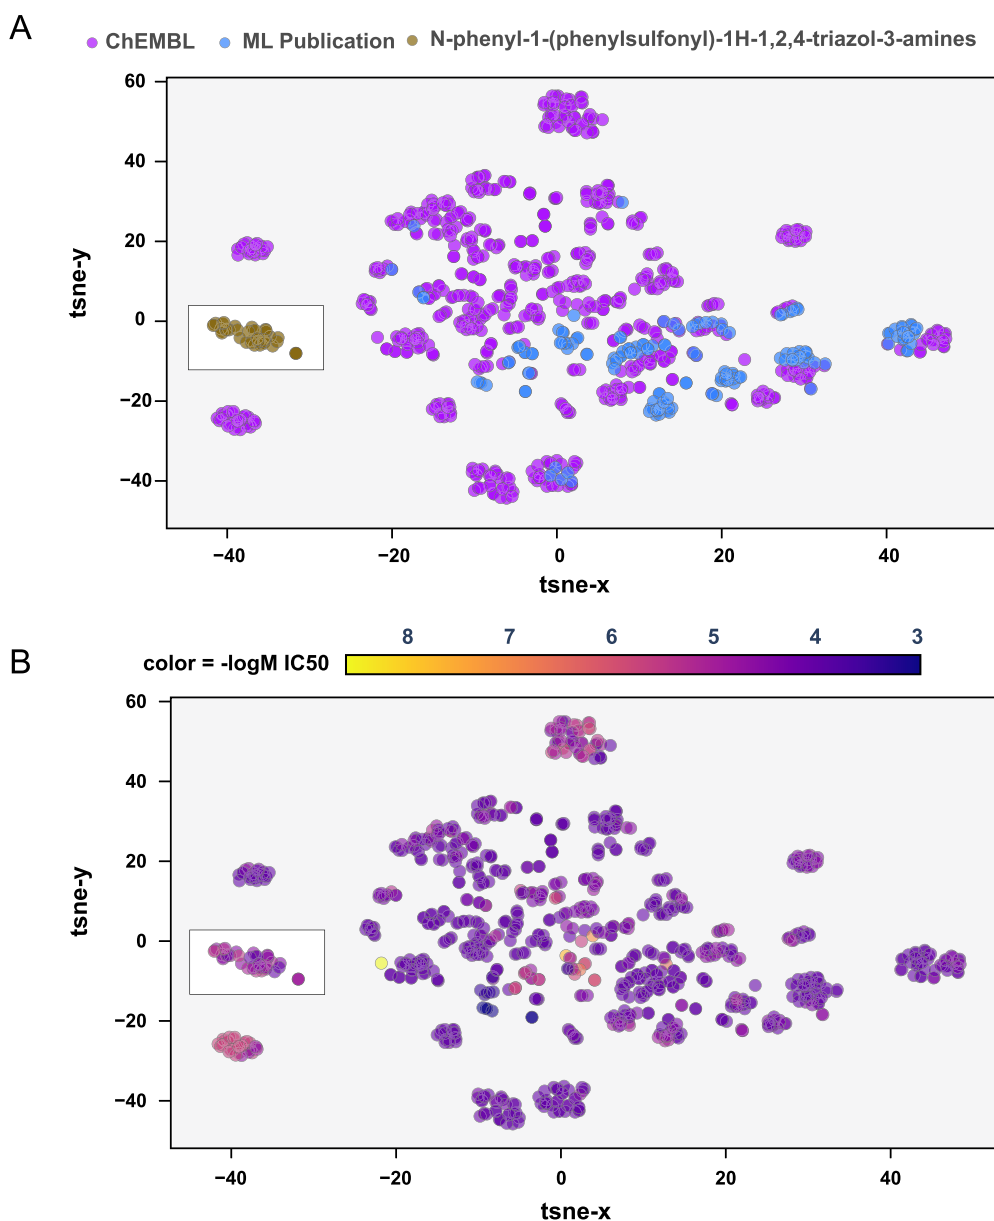 A
ChEMBL ML Publication N-phenyl-1-(phenylsulfonyl)-1H-1,2,4-triazol-3-amines
60
40
20
0
−20
−40
tsne-y
−40 −20 0 20 40
tsne-x
B
color = -logM IC50
8 7 6 5 4 3
60
40
20
0
−20
−40
tsne-y
−40 −20 0 20 40
tsne-x